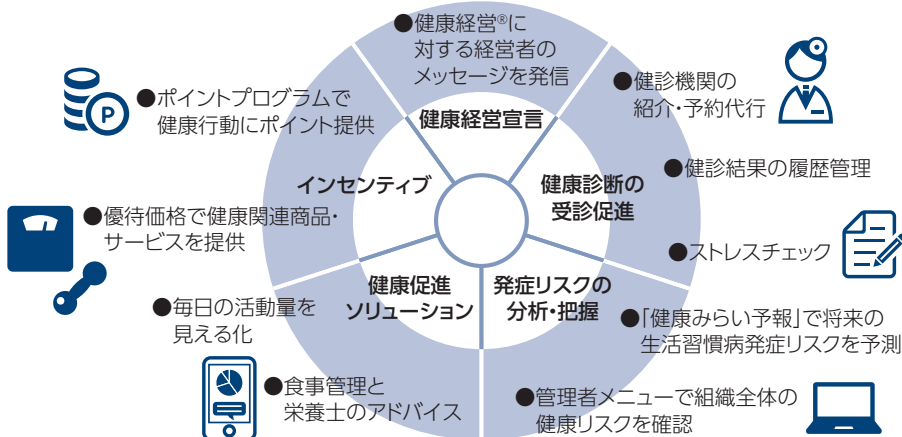 ●健康経営®に
対する経営者の
メッセージを発信
健康経営宣言
●健診機関の
紹介・予約代行
●健診結果の履歴管理
●ストレスチェック
健康診断の
受診促進
●「健康みらい予報」で将来の
生活習慣病発症リスクを予測
●管理者メニューで組織全体の
健康リスクを確認
発症リスクの
分析・把握
●毎日の活動量を
見える化
●食事管理と
栄養士のアドバイス
健康促進
ソリューション
●ポイントプログラムで
健康行動にポイント提供
P
●優待価格で健康関連商品・
サービスを提供
インセンティブ